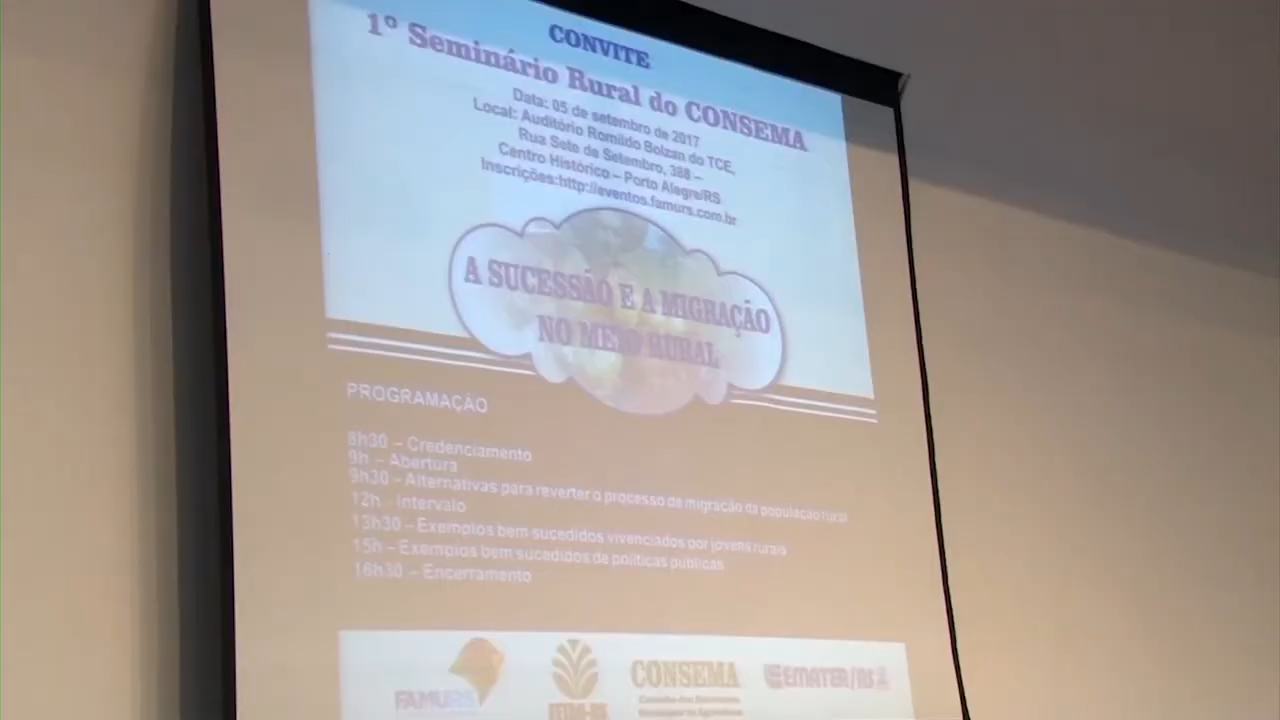 CONVITE
1º Seminário Rural do CONSEMA
Data: 05 de setembro de 2017
Local: Auditório Romildo Bolzan do TCE,
Rua Sete de Setembro, 388 –
Centro Histórico – Porto Alegre/RS
Inscrições:http://eventos.famurs.com.br
A SUCESSÃO E A MIGRAÇÃO
NO MEIO RURAL
PROGRAMAÇÃO
8h30 – Credenciamento
9h – Abertura
9h30 – Alternativas para reverter o processo de migração da população rural
12h - Intervalo
13h30 – Exemplos bem sucedidos vivenciados por jovens rurais
15h – Exemplos bem sucedidos de políticas públicas
16h30 – Encerramento
FAMURS
CONSEMA
EMATER/RS